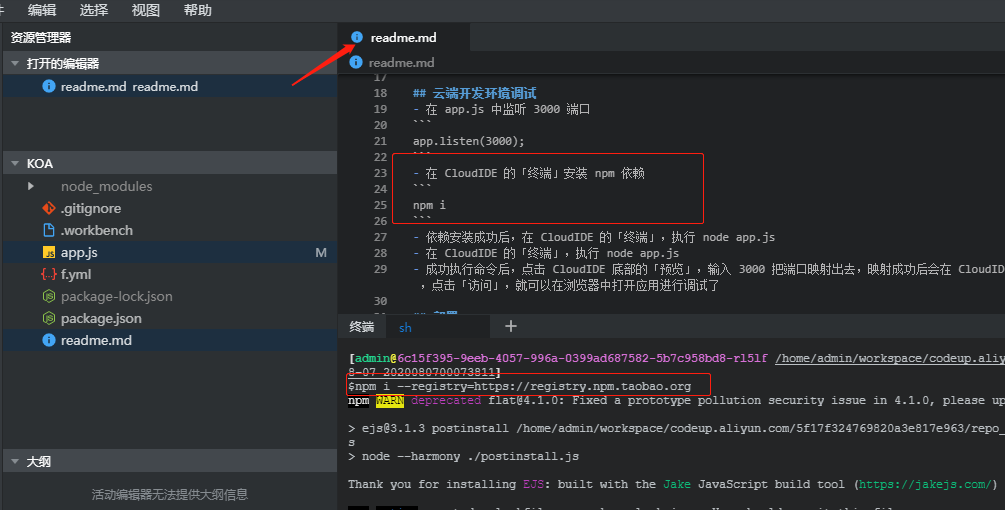 编辑 选择 视图 帮助
资源管理器
打开的编辑器
readme.md readme.md
KOA
node_modules
.gitignore
.workbench
app.js M
f.yml
package-lock.json
package.json
readme.md
大纲
活动编辑器无法提供大纲信息
readme.md
readme.md
17
18 ## 云端开发环境调试
19 - 在 app.js 中监听 3000 端口
20 ```
21 app.listen(3000);
22 ```
23 - 在 CloudIDE 的「终端」安装 npm 依赖
24 ```
25 npm i
26 ```
27 - 依赖安装成功后，在 CloudIDE 的「终端」，执行 node app.js
28 - 在 CloudIDE 的「终端」，执行 node app.js
29 - 成功执行命令后，点击 CloudIDE 底部的「预览」，输入 3000 把端口映射出去，映射成功后会在 CloudIDE
，点击「访问」，就可以在浏览器中打开应用进行调试了
30
终端 sh +
[admin@6c15f395-9eeb-4057-996a-0399ad687582-5b7c958bd8-rl5lf /home/admin/workspace/codeup.aliyun
8-07 2020080700073811]
$npm i --registry=https://registry.npm.taobao.org
npm WARN deprecated flat@4.1.0: Fixed a prototype pollution security issue in 4.1.0, please up
> ejs@3.1.3 postinstall /home/admin/workspace/codeup.aliyun.com/5f17f324769820a3e817e963/repo_
s
> node --harmony ./postinstall.js
Thank you for installing EJS: built with the Jake JavaScript build tool (https://jakejs.com/)